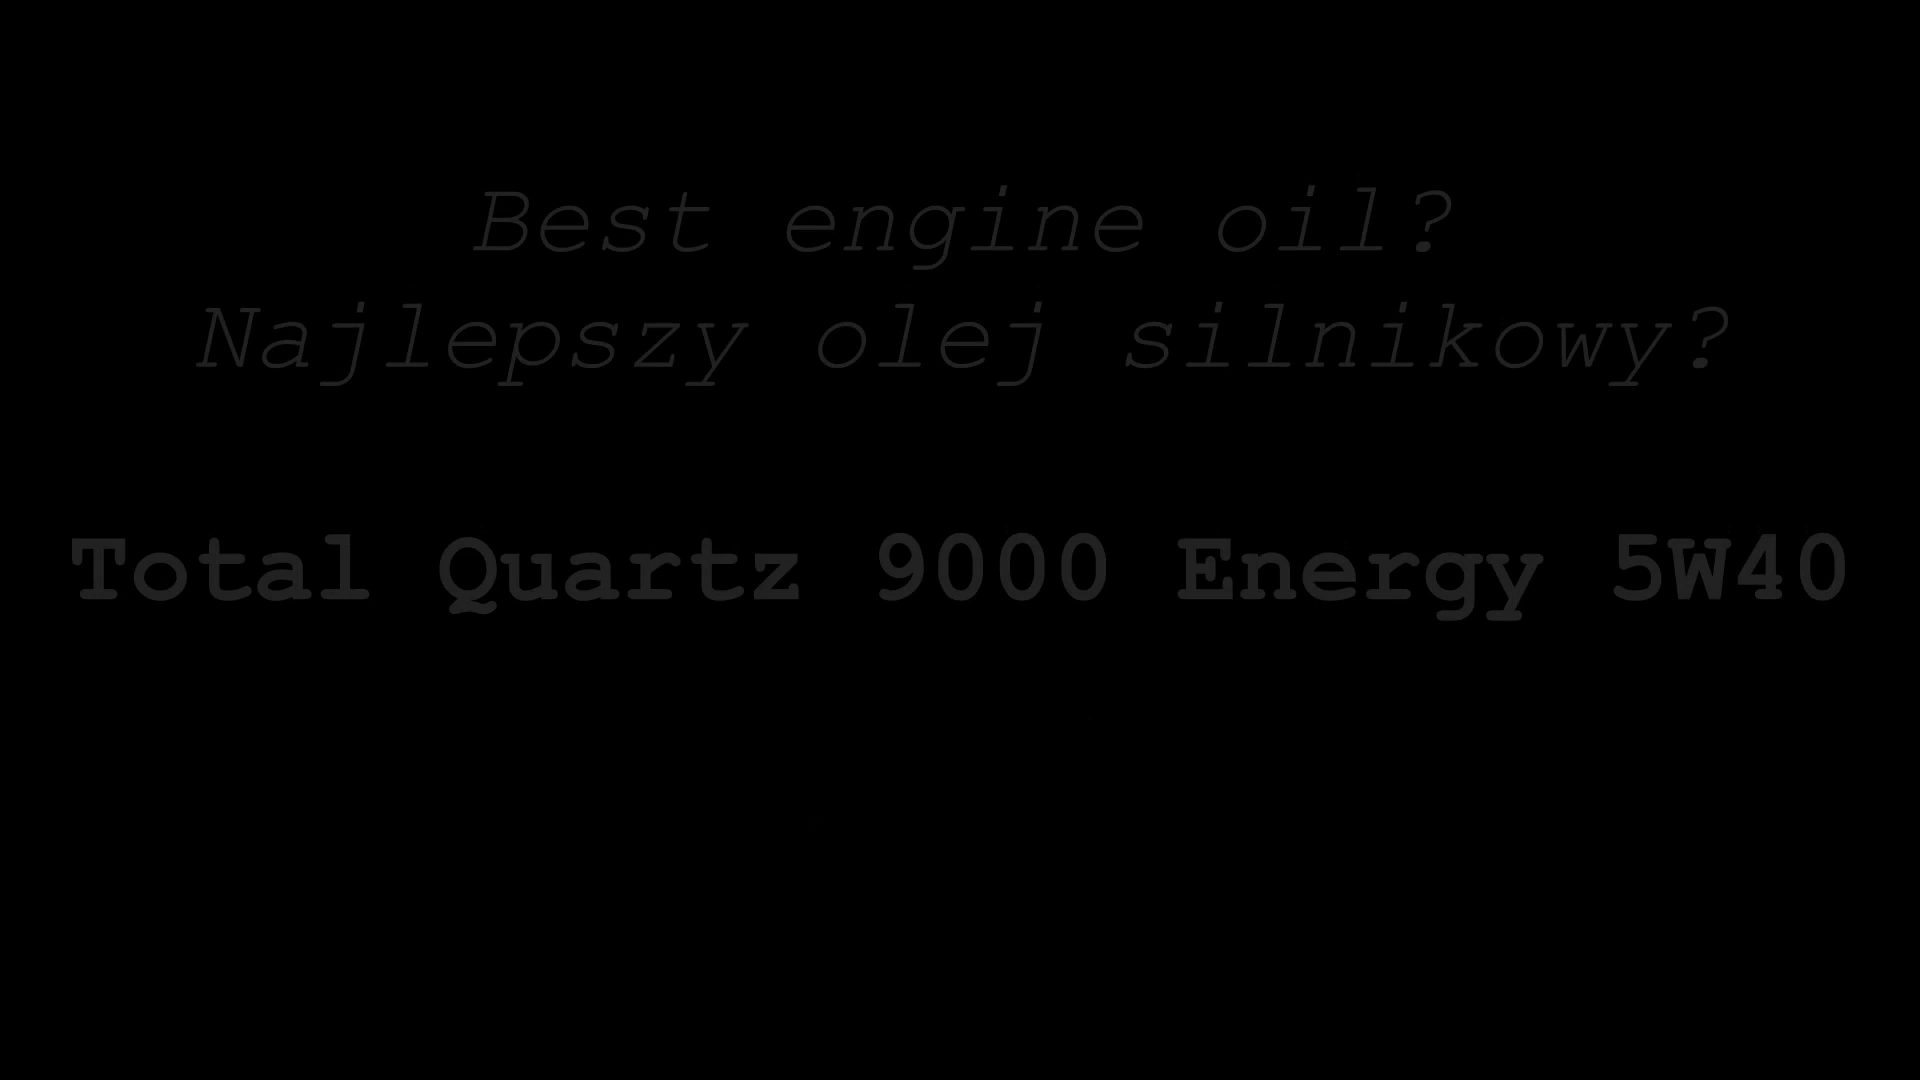 Best engine oil?
Najlepszy olej silnikowy?
Total Quartz 9000 Energy 5W40